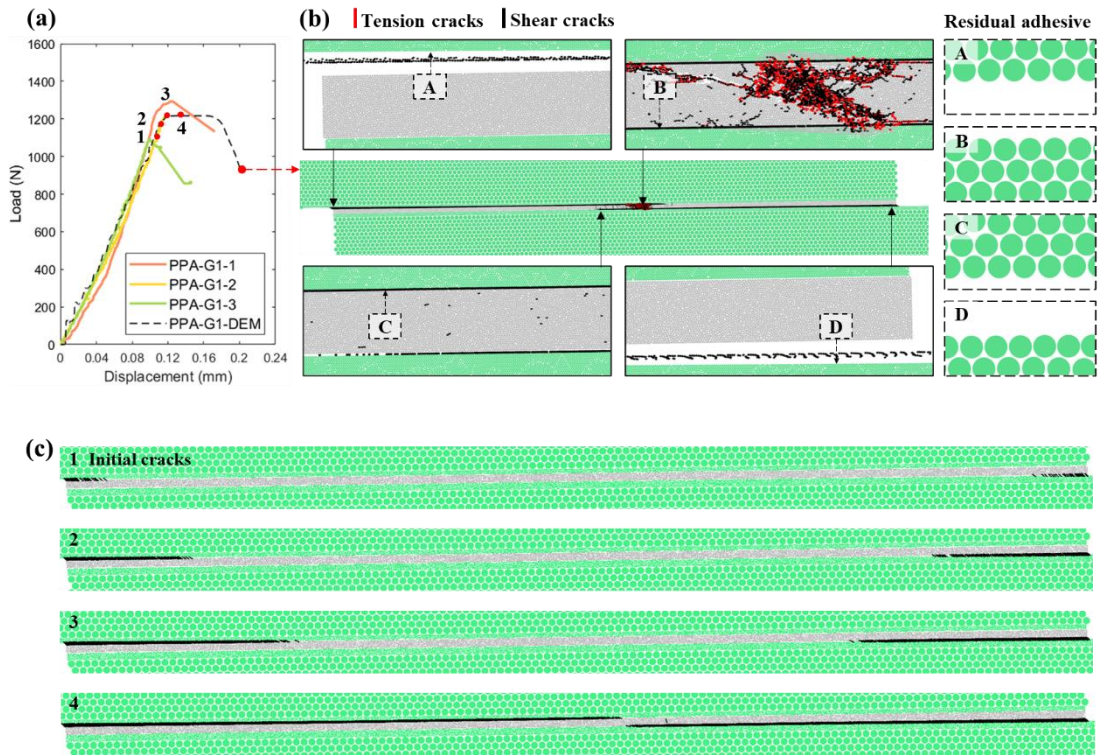 (a)
1600
1400
1200
1000
800
600
400
200
0
Load (N)
0
0.04
0.08
0.12
0.16
0.2
0.24
Displacement (mm)
3
2
1
4
PPA-G1-1
PPA-G1-2
PPA-G1-3
PPA-G1-DEM
(b)
Tension cracks
Shear cracks
A
B
C
D
Residual adhesive
A
B
C
D
(c)
1 Initial cracks
2
3
4